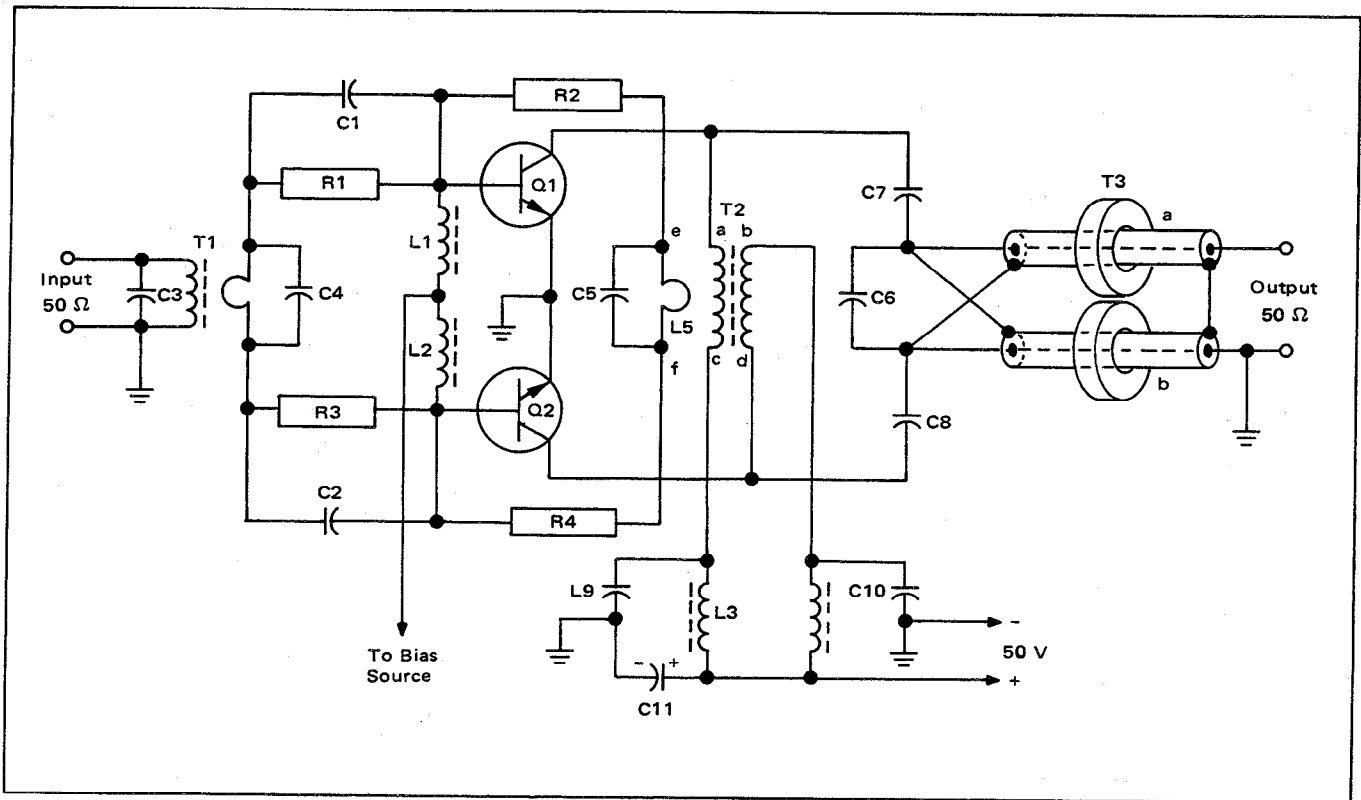 C1
R2
R1
Q1
C7
T3
a
T1
L1
T2
a b
e
Input
50 Ω
C3
C4
C5
L5
C6
Output
50 Ω
L2
c d
f
b
R3
Q2
C8
C2
R4
L9
L3
C10
-
50 V
To Bias
Source
- +
+
C11